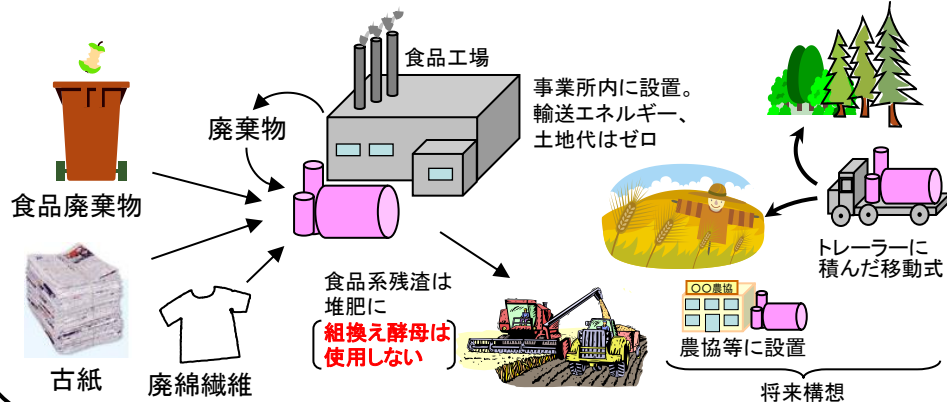 食品工場
事業所内に設置。
輸送エネルギー、
土地代はゼロ
廃棄物
食品廃棄物
古紙
廃綿繊維
食品系残渣は
堆肥に
組換え酵母は
使用しない
トレーラーに
積んだ移動式
○○農協
農協等に設置
将来構想